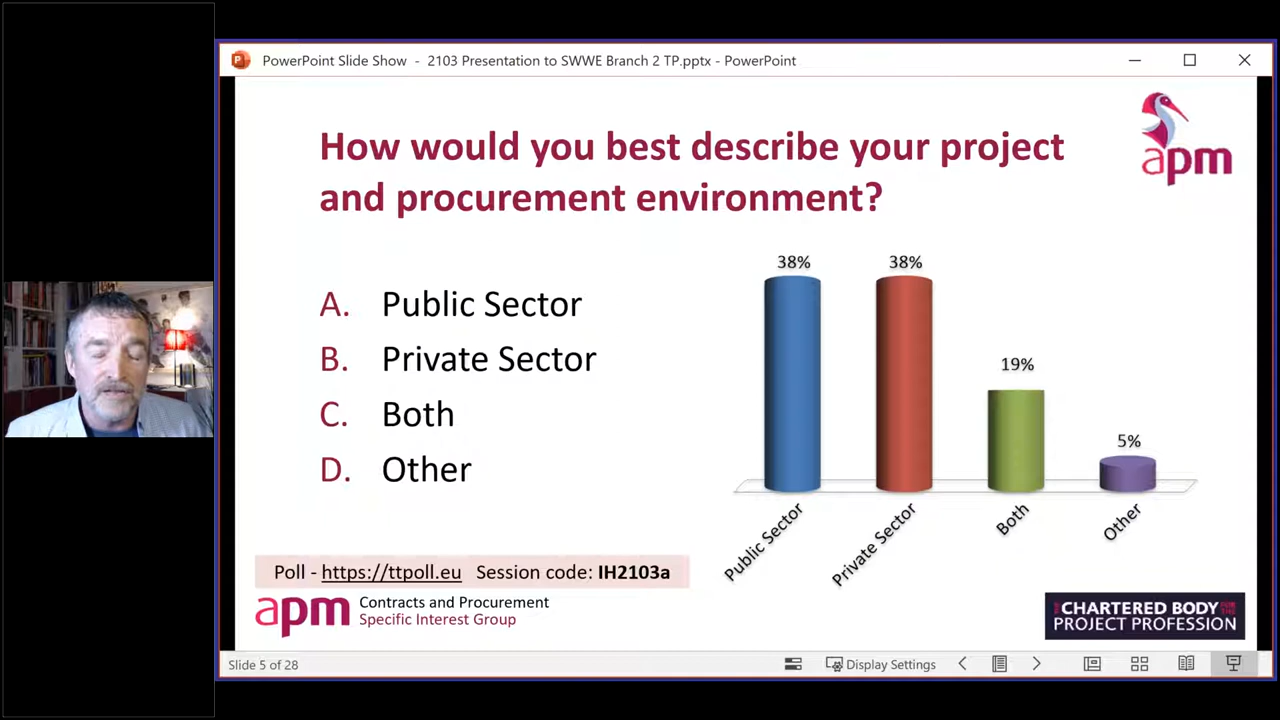 PowerPoint Slide Show - 2103 Presentation to SWWE Branch 2 TP.pptx - PowerPoint
apm
How would you best describe your project
and procurement environment?
A. Public Sector
B. Private Sector
C. Both
D. Other
38%
38%
19%
5%
Public Sector
Private Sector
Both
Other
Poll - https://ttpoll.eu Session code: IH2103a
apm Contracts and Procurement
Specific Interest Group
THE CHARTERED BODY FOR THE
PROJECT PROFESSION
Slide 5 of 28
Display Settings